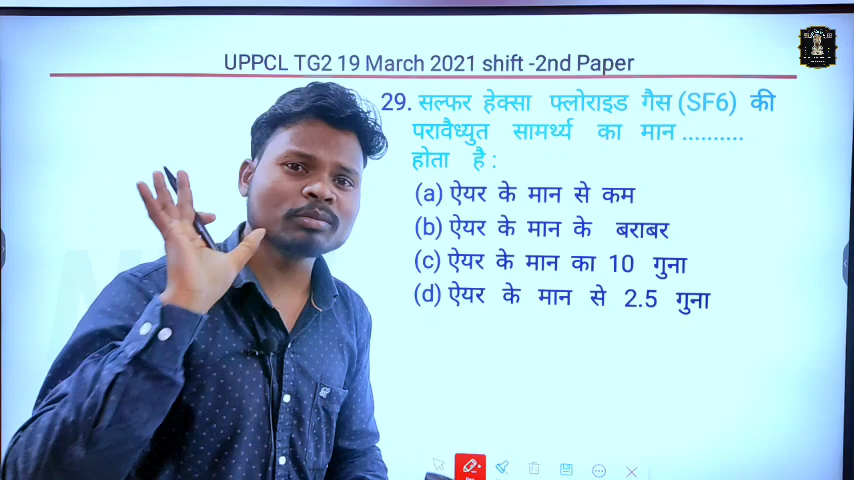 UPPCL TG2 19 March 2021 shift -2nd Paper
29. सल्फर हेक्सा फ्लोराइड गैस (SF6) की
परावैध्युत सामर्थ्य का मान ..........
होता है :
(a) ऐयर के मान से कम
(b) ऐयर के मान के बराबर
(c) ऐयर के मान का 10 गुना
(d) ऐयर के मान से 2.5 गुना